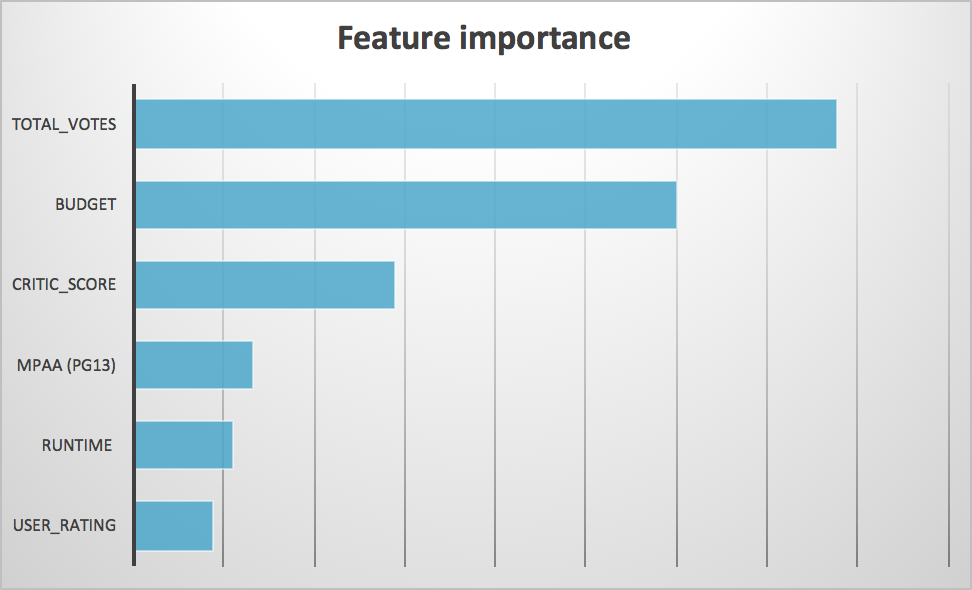 Feature importance
TOTAL_VOTES
BUDGET
CRITIC_SCORE
MPAA (PG13)
RUNTIME
USER_RATING